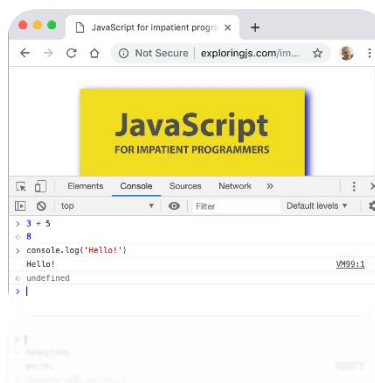 JavaScript for impatient progra
Not Secure | exploringjs.com/im...
JavaScript
FOR IMPATIENT PROGRAMMERS
Elements Console Sources Network »
top Filter Default levels
> 3 + 5
< 8
> console.log('Hello!')
Hello! VM99:1
< undefined
>